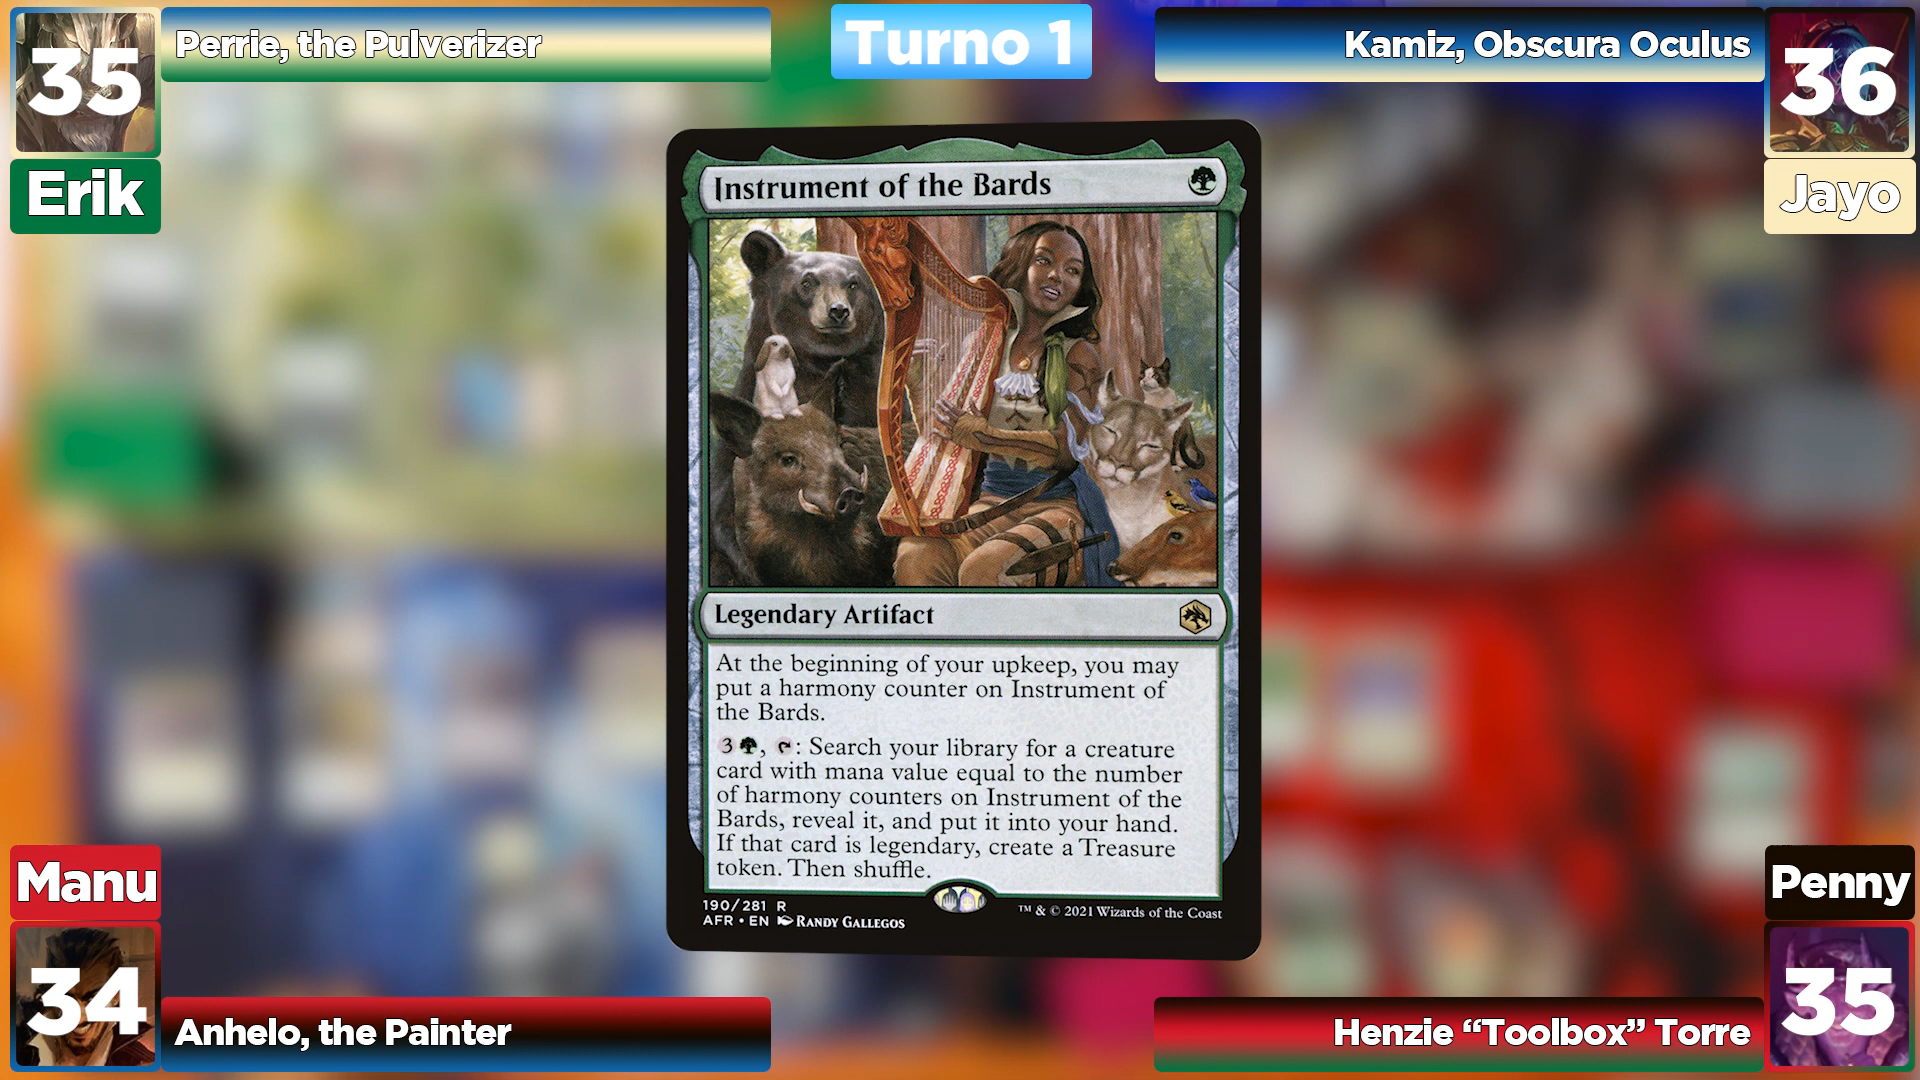 35
Perrie, the Pulverizer
Turno 1
Kamiz, Obscura Oculus
36
Erik
Jayo
Instrument of the Bards
Legendary Artifact
At the beginning of your upkeep, you may
put a harmony counter on Instrument of
the Bards.
3, : Search your library for a creature
card with mana value equal to the number
of harmony counters on Instrument of the
Bards, reveal it, and put it into your hand.
If that card is legendary, create a Treasure
token. Then shuffle.
190/281 R
AFR • EN Randy Gallegos
™ & © 2021 Wizards of the Coast
Manu
34
Anhelo, the Painter
Penny
Henzie “Toolbox” Torre
35